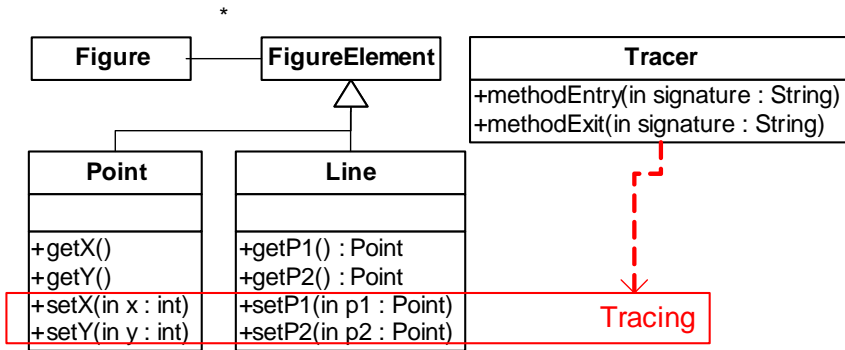 *
Figure
FigureElement
Tracer
+methodEntry(in signature : String)
+methodExit(in signature : String)
Point
+getX()
+getY()
+setX(in x : int)
+setY(in y : int)
Line
+getP1() : Point
+getP2() : Point
+setP1(in p1 : Point)
+setP2(in p2 : Point)
Tracing